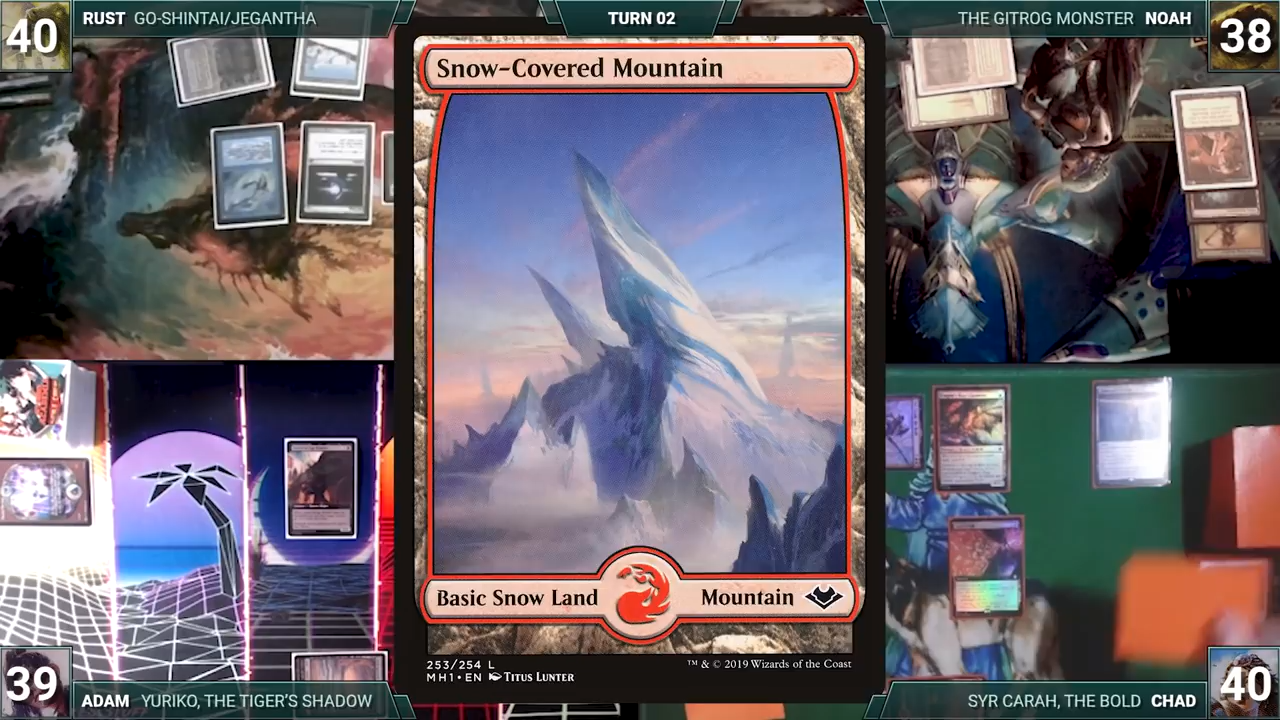 40
RUST GO-SHINTAI/JEGANTHA
TURN 02
THE GITROG MONSTER NOAH
38
Snow-Covered Mountain
Basic Snow Land
Mountain
253/254 L
MH1•EN Titus Lunter
™ & © 2019 Wizards of the Coast
39
ADAM YURIKO, THE TIGER'S SHADOW
SYR CARAH, THE BOLD CHAD
40